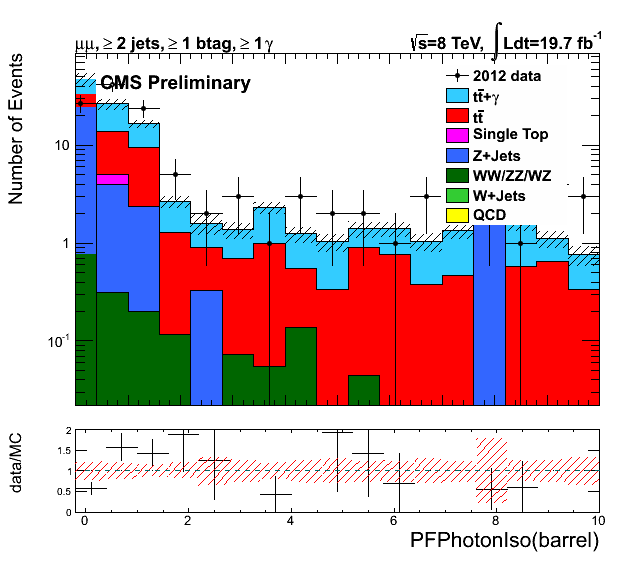 μμ, ≥ 2 jets, ≥ 1 btag, ≥ 1 γ
√s=8 TeV, ∫ Ldt=19.7 fb⁻¹
CMS Preliminary
Number of Events
10
1
10⁻¹
2012 data
tt̄+γ
tt̄
Single Top
Z+Jets
WW/ZZ/WZ
W+Jets
QCD
data/MC
2
1.5
1
0.5
0
0 2 4 6 8 10
PFPhotonIso(barrel)